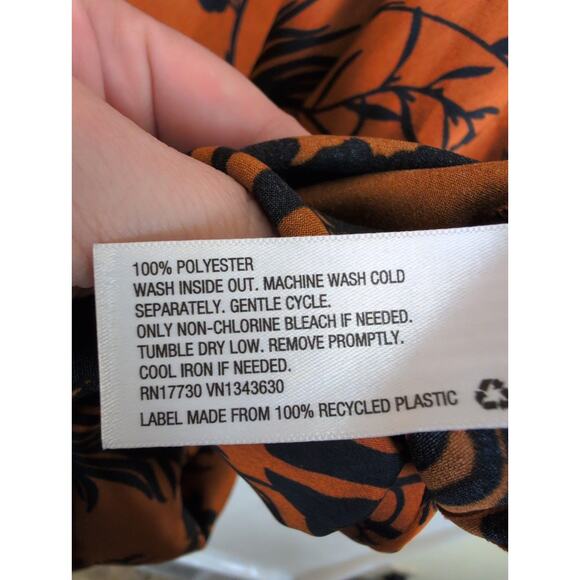 100% POLYESTER
WASH INSIDE OUT. MACHINE WASH COLD
SEPARATELY. GENTLE CYCLE.
ONLY NON-CHLORINE BLEACH IF NEEDED.
TUMBLE DRY LOW. REMOVE PROMPTLY.
COOL IRON IF NEEDED.
RN17730 VN1343630
LABEL MADE FROM 100% RECYCLED PLASTIC